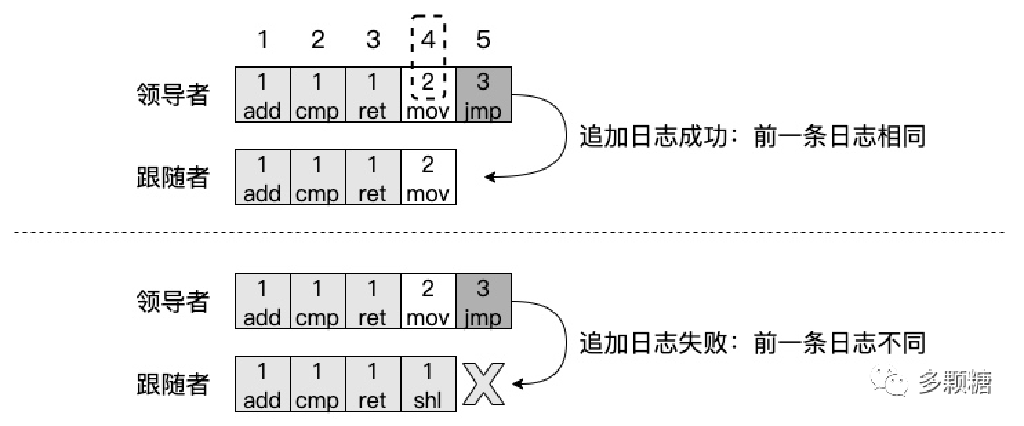 1 2 3 4 5
领导者 1 1 1 2 3
add cmp ret mov jmp
追加日志成功：前一条日志相同
跟随者 1 1 1 2
add cmp ret mov
领导者 1 1 1 2 3
add cmp ret mov jmp
追加日志失败：前一条日志不同
跟随者 1 1 1 1 X
add cmp ret shl
多颗糖